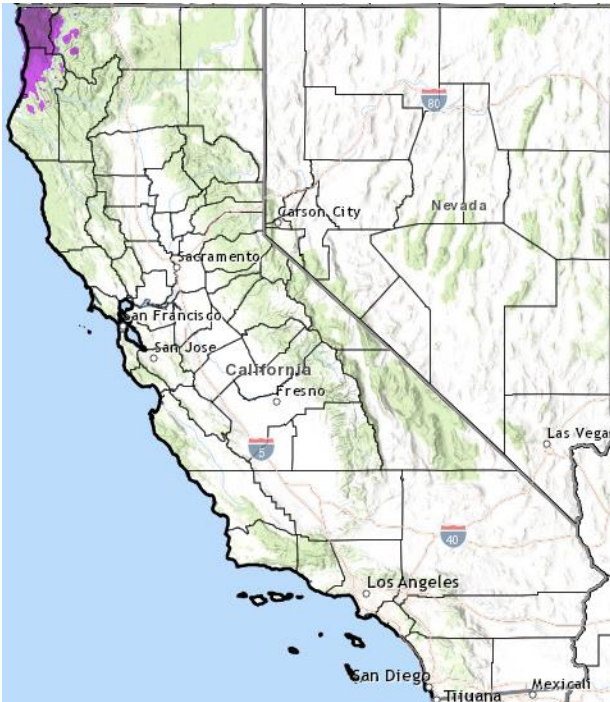 80
Nevada
Carson City
Sacramento
San Francisco
San Jose
California
Fresno
5
Las Vegas
40
Los Angeles
San Diego
Mexicali
Tijuana